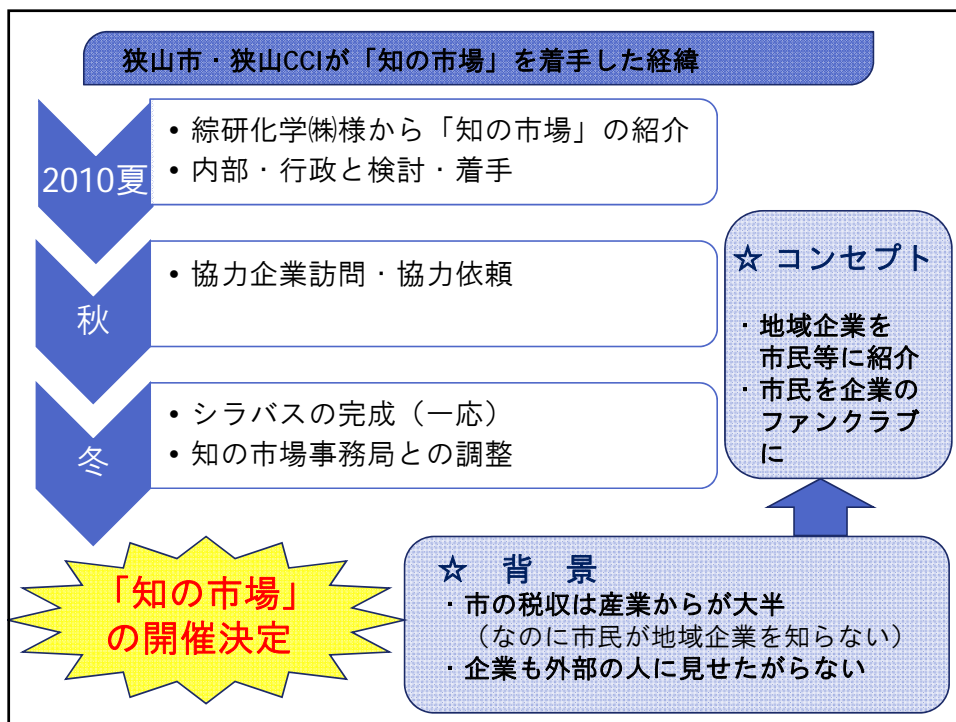 狭山市・狭山CCIが「知の市場」を着手した経緯
2010夏
• 綜研化学㈱様から「知の市場」の紹介
• 内部・行政と検討・着手
秋
• 協力企業訪問・協力依頼
冬
• シラバスの完成（一応）
• 知の市場事務局との調整
「知の市場」
の開催決定
☆ コンセプト
・地域企業を
市民等に紹介
・市民を企業の
ファンクラブ
に
☆ 背 景
・市の税収は産業からが大半
（なのに市民が地域企業を知らない）
・企業も外部の人に見せたがらない